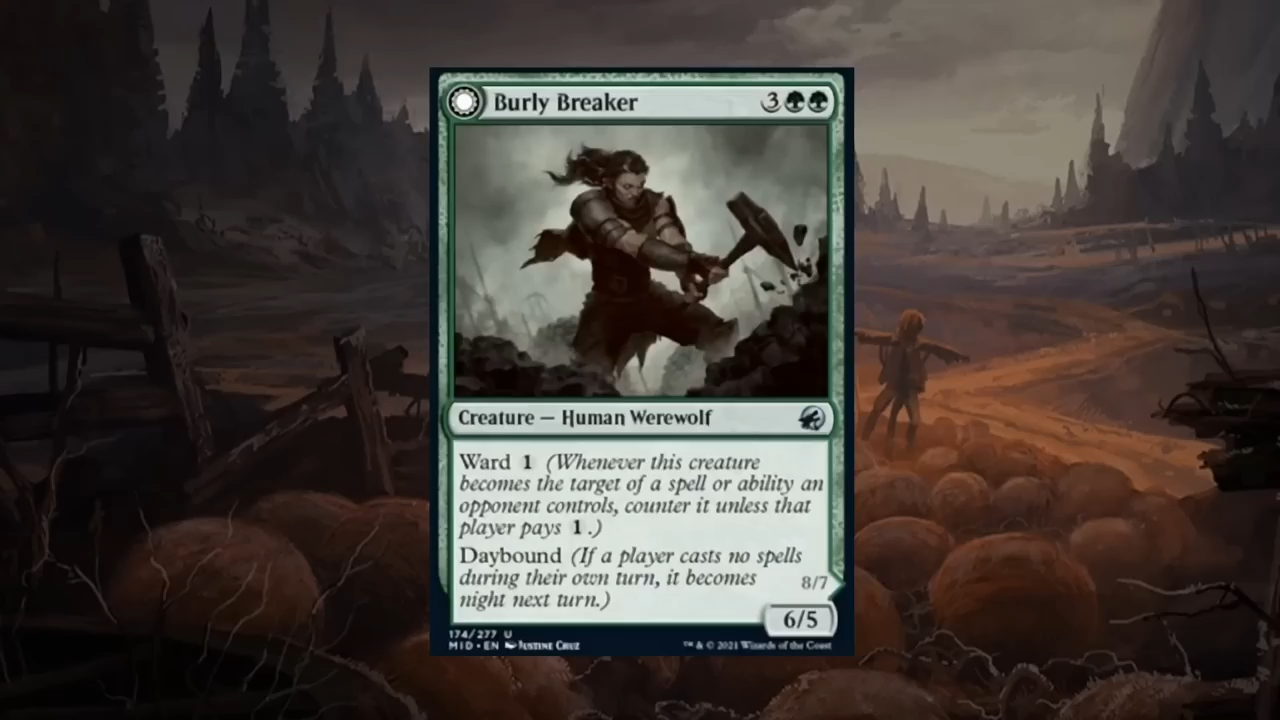 Burly Breaker 3
Creature — Human Werewolf
Ward 1 (Whenever this creature
becomes the target of a spell or ability an
opponent controls, counter it unless that
player pays 1.)
Daybound (If a player casts no spells
during their own turn, it becomes
night next turn.)
8/7
6/5
174/277 U
MID • EN Justine Cruz
™ & © 2021 Wizards of the Coast